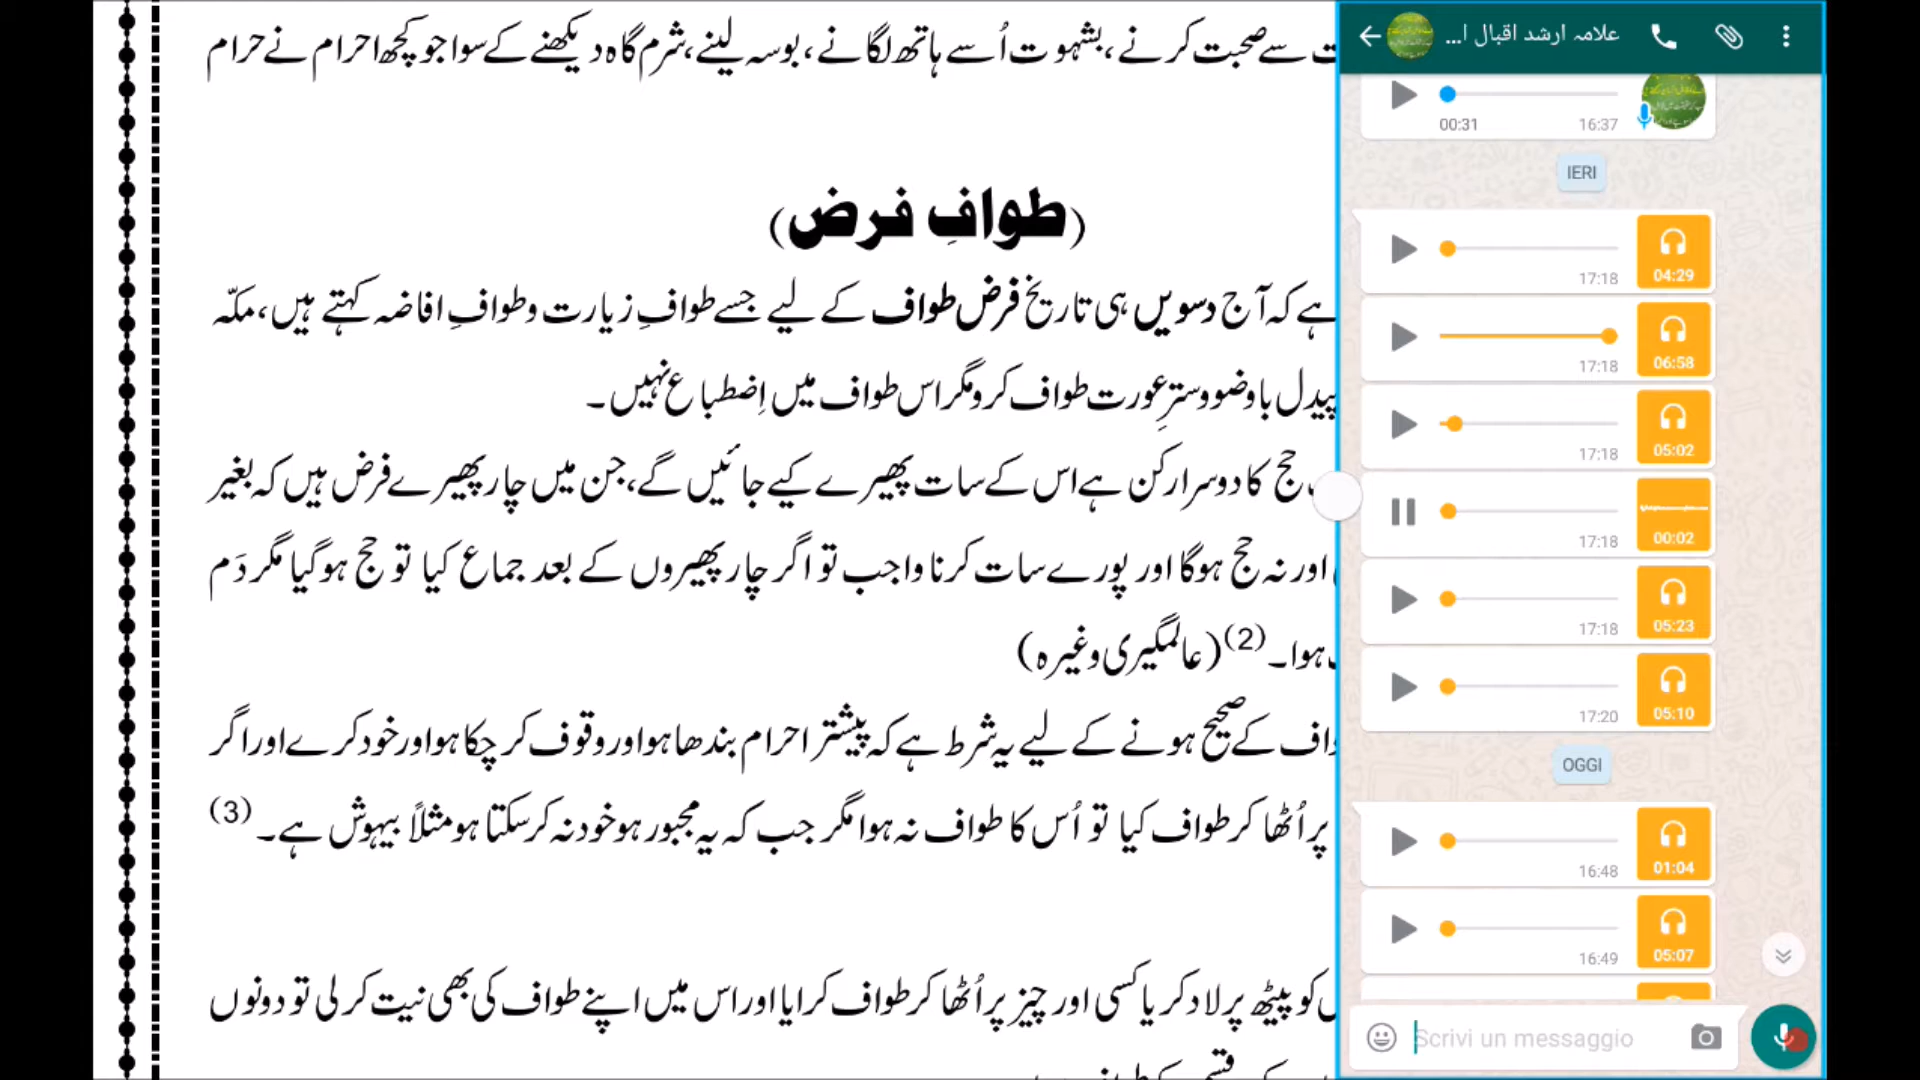 ت سے صحبت کرنے، بشہوت اُسے ہاتھ لگانے، بوسہ لینے، شرم گاہ دیکھنے کے سوا جو کچھ احرام نے حرام
(طوافِ فرض)
ہے کہ آج دسویں ہی تاریخ فرض طواف کے لیے جسے طوافِ زیارت و طوافِ افاضہ کہتے ہیں، مکہّ
پیدل باوضو و سترِ عورت طواف کرو مگر اس طواف میں اِضطباع نہیں۔
حج کا دوسرا رکن ہے اس کے سات پھیرے کیے جائیں گے، جن میں چار پھیرے فرض ہیں کہ بغیر
اور نہ حج ہوگا اور پورے سات کرنا واجب تو اگر چار پھیروں کے بعد جماع کیا تو حج ہوگیا مگر دَم
ہوا۔(2) (عالمگیری وغیرہ)
اف کے صحیح ہونے کے لیے یہ شرط ہے کہ پیشتر احرام بندھا ہو اور وقوف کر چکا ہو اور خود کرے اور اگر
پر اُٹھا کر طواف کیا تو اُس کا طواف نہ ہوا مگر جب کہ یہ مجبور ہو خود نہ کرسکتا ہو مثلاً بیہوش ہے۔(3)
کو پیٹھ پر لاد کر یا کسی اور چیز پر اُٹھا کر طواف کرایا اور اس میں اپنے طواف کی بھی نیت کر لی تو دونوں
علامہ ارشد اقبال ا...
00:31 16:37
IERI
04:29
17:18
06:58
17:18
05:02
17:18
00:02
17:18
05:23
17:18
05:10
17:20
OGGI
01:04
16:48
05:07
16:49
Scrivi un messaggio